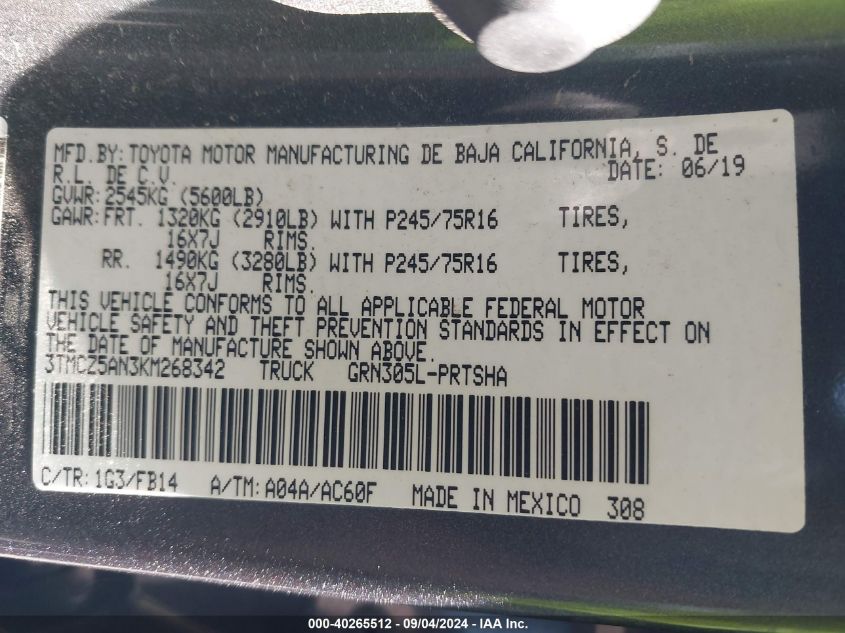 MFD.BY: TOYOTA MOTOR MANUFACTURING DE BAJA CALIFORNIA, S. DE
R.L. DE C.V. DATE: 06/19
GVWR: 2545KG (5600LB)
GAWR: FRT. 1320KG (2910LB) WITH P245/75R16 TIRES,
16X7J RIMS.
RR. 1490KG (3280LB) WITH P245/75R16 TIRES,
16X7J RIMS.
THIS VEHICLE CONFORMS TO ALL APPLICABLE FEDERAL MOTOR
VEHICLE SAFETY AND THEFT PREVENTION STANDARDS IN EFFECT ON
THE DATE OF MANUFACTURE SHOWN ABOVE.
3TMCZ5AN3KM268342 TRUCK GRN305L-PRTSHA
C/TR: 1G3/FB14 A/TM: A04A/AC60F MADE IN MEXICO 308
000-40265512 - 09/04/2024 - IAA Inc.